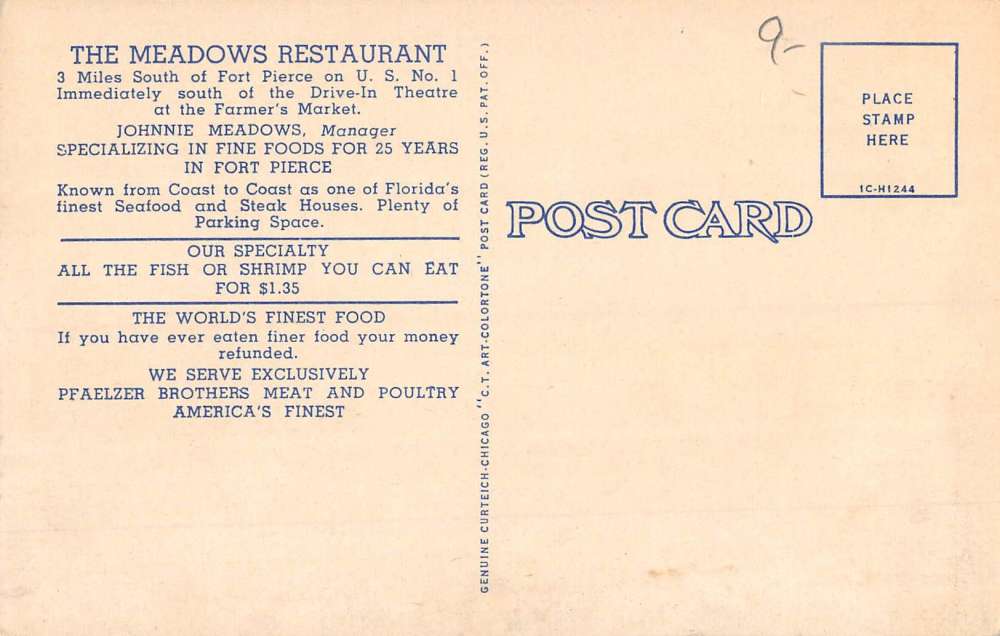 THE MEADOWS RESTAURANT
3 Miles South of Fort Pierce on U. S. No. 1
Immediately south of the Drive-In Theatre
at the Farmer's Market.
JOHNNIE MEADOWS, Manager
SPECIALIZING IN FINE FOODS FOR 25 YEARS
IN FORT PIERCE
Known from Coast to Coast as one of Florida's
finest Seafood and Steak Houses. Plenty of
Parking Space.
OUR SPECIALTY
ALL THE FISH OR SHRIMP YOU CAN EAT
FOR $1.35
THE WORLD'S FINEST FOOD
If you have ever eaten finer food your money
refunded.
WE SERVE EXCLUSIVELY
PFAELZER BROTHERS MEAT AND POULTRY
AMERICA'S FINEST
GENUINE CURTEICH-CHICAGO "C.T. ART-COLORTONE" POST CARD (REG. U.S. PAT. OFF.)
9-
PLACE
STAMP
HERE
1C-H1244
POST CARD